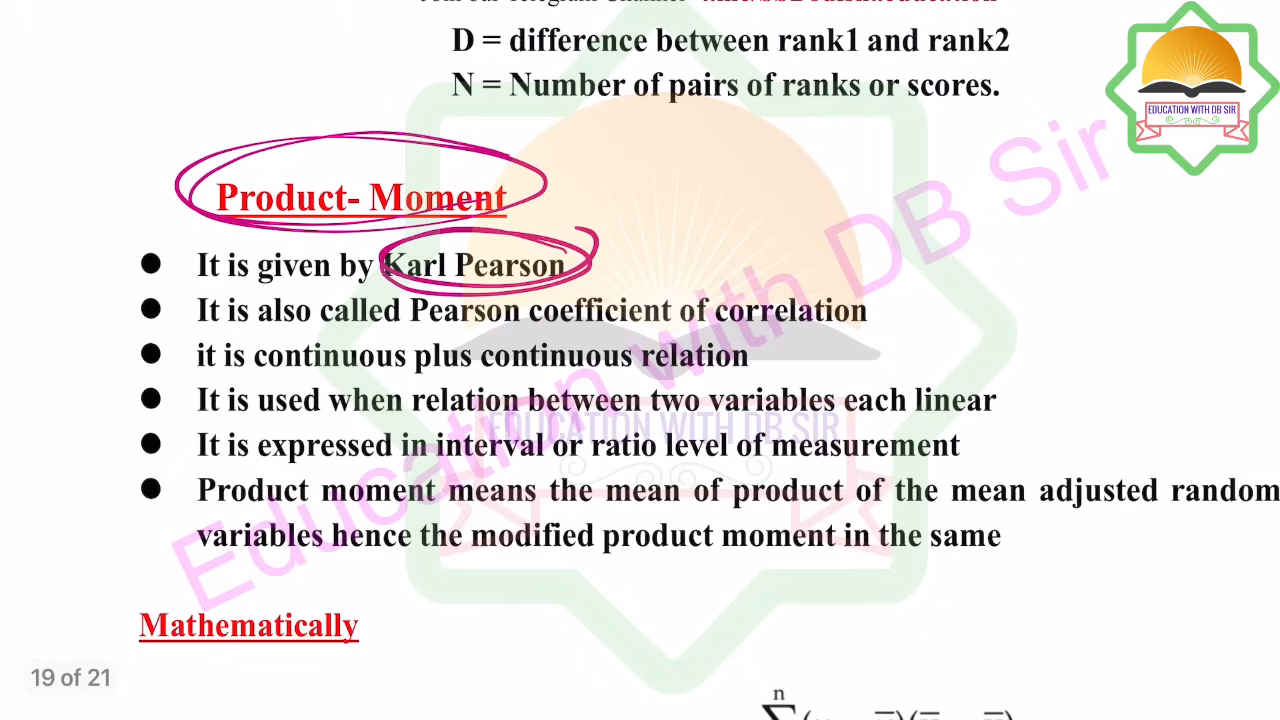 D = difference between rank1 and rank2
N = Number of pairs of ranks or scores.
EDUCATION WITH DB SIR
Product- Moment
It is given by Karl Pearson
It is also called Pearson coefficient of correlation
it is continuous plus continuous relation
It is used when relation between two variables each linear
It is expressed in interval or ratio level of measurement
Product moment means the mean of product of the mean adjusted random
variables hence the modified product moment in the same
Education with DB Sir
EDUCATION WITH DB SIR
Mathematically
19 of 21
n